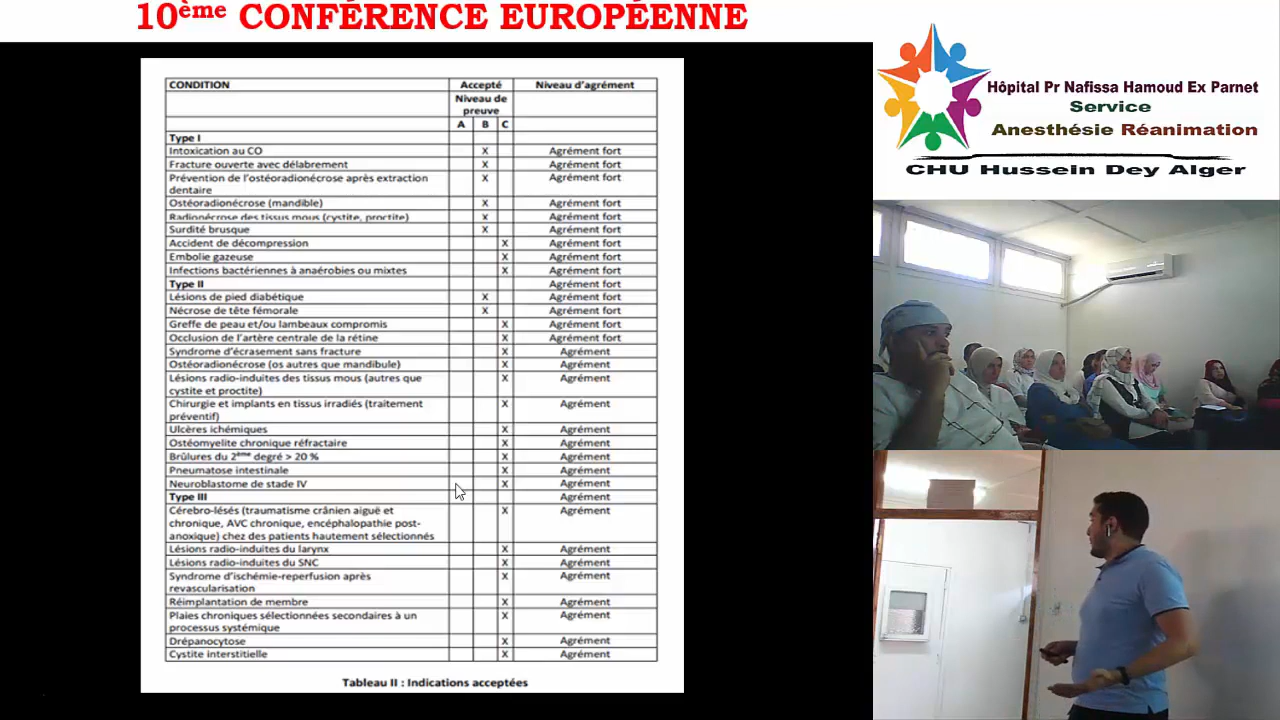 10ème CONFÉRENCE EUROPÉENNE
CONDITION Accepté Niveau d'agrément
Niveau de
preuve
A B C
Type I
Intoxication au CO X Agrément fort
Fracture ouverte avec délabrement X Agrément fort
Prévention de l'ostéoradionécrose après extraction X Agrément fort
dentaire
Ostéoradionécrose (mandible) X Agrément fort
Radionécrose des tissus mous (cystite, proctite) X Agrément fort
Surdité brusque X Agrément fort
Accident de décompression X Agrément fort
Embolie gazeuse X Agrément fort
Infections bactériennes à anaérobies ou mixtes X Agrément fort
Type II Agrément fort
Lésions de pied diabétique X Agrément fort
Nécrose de tête fémorale X Agrément fort
Greffe de peau et/ou lambeaux compromis X Agrément fort
Occlusion de l'artère centrale de la rétine X Agrément fort
Syndrome d'écrasement sans fracture X Agrément
Ostéoradionécrose (os autres que mandibule) X Agrément
Lésions radio-induites des tissus mous (autres que X Agrément
cystite et proctite)
Chirurgie et implants en tissus irradiés (traitement X Agrément
préventif)
Ulcères ichémiques X Agrément
Ostéomyelite chronique réfractaire X Agrément
Brûlures du 2ème degré > 20 % X Agrément
Pneumatose intestinale X Agrément
Neuroblastome de stade IV X Agrément
Type III Agrément
Cérebro-lésés (traumatisme crânien aiguë et X Agrément
chronique, AVC chronique, encéphalopathie post-
anoxique) chez des patients hautement sélectionnés
Lésions radio-induites du larynx X Agrément
Lésions radio-induites du SNC X Agrément
Syndrome d'ischémie-reperfusion après X Agrément
revascularisation
Réimplantation de membre X Agrément
Plaies chroniques sélectionnées secondaires à un X Agrément
processus systémique
Drépanocytose X Agrément
Cystite interstitielle X Agrément
Tableau II : Indications acceptées
Hôpital Pr Nafissa Hamoud Ex Parnet
Service
Anesthésie Réanimation
CHU Hussein Dey Alger